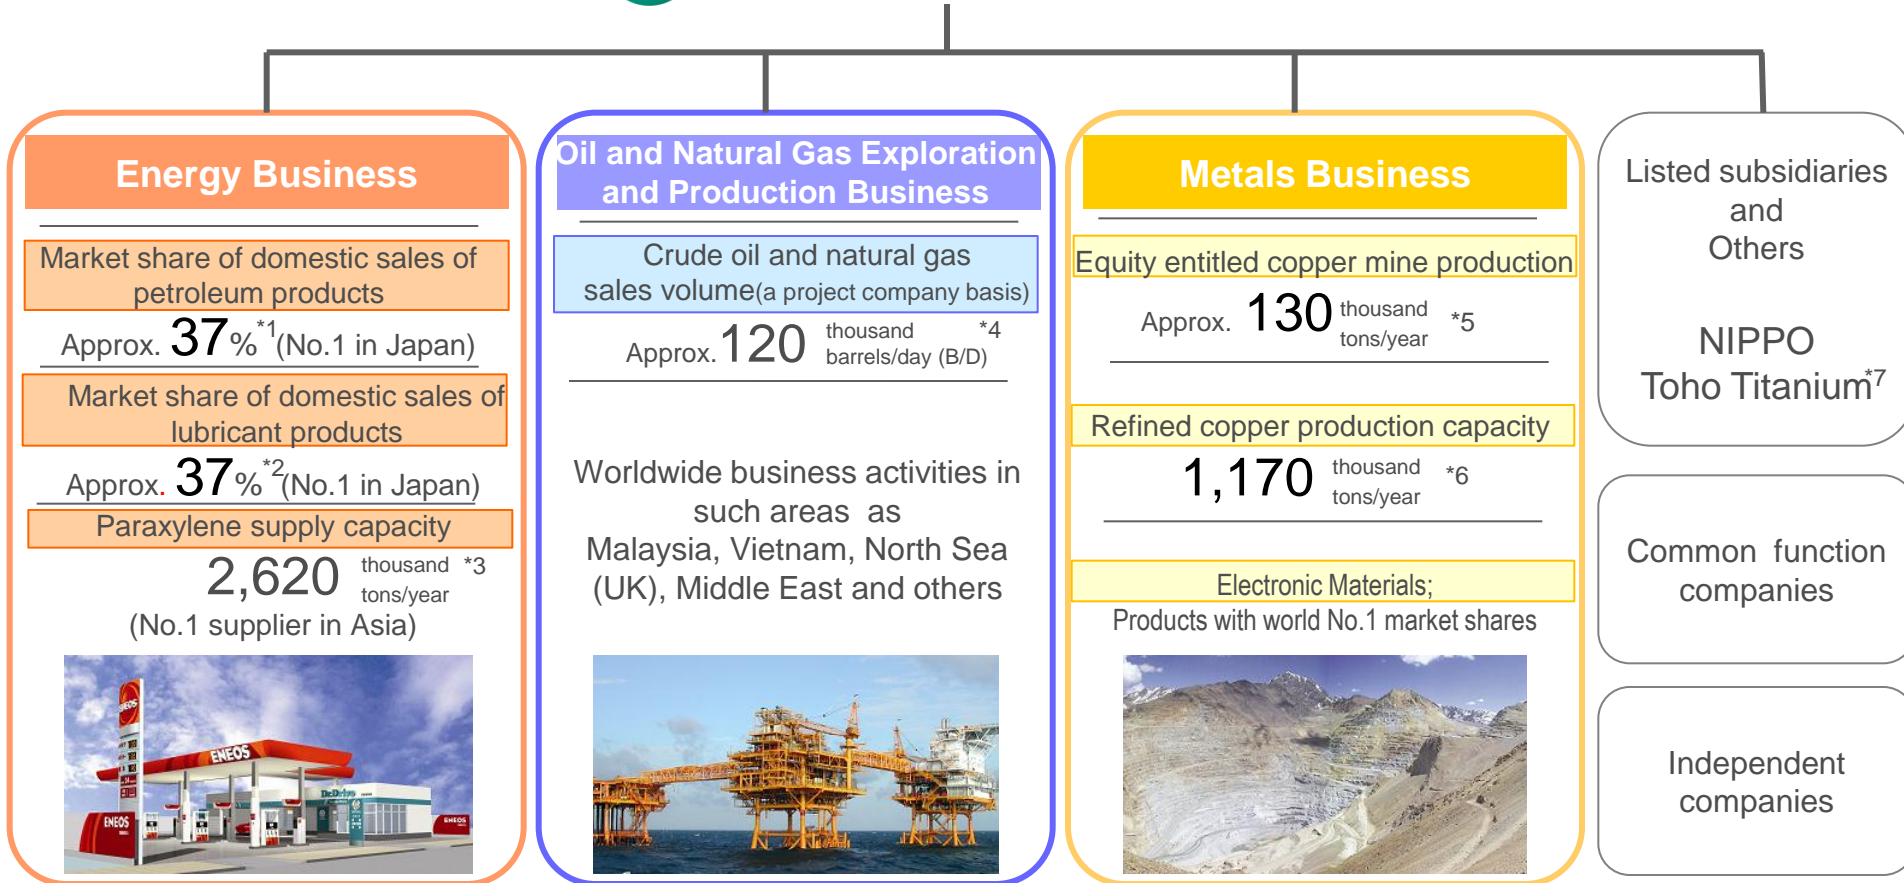 Energy Business
Market share of domestic sales of
petroleum products
Approx. 37%*1(No.1 in Japan)
Market share of domestic sales of
lubricant products
Approx. 37%*2(No.1 in Japan)
Paraxylene supply capacity
2,620 thousand tons/year *3
(No.1 supplier in Asia)
ENEOS
ENEOS
Dr.Drive
ENEOS
ENEOS
Oil and Natural Gas Exploration
and Production Business
Crude oil and natural gas
sales volume(a project company basis)
Approx. 120 thousand barrels/day (B/D) *4
Worldwide business activities in
such areas as
Malaysia, Vietnam, North Sea
(UK), Middle East and others
Metals Business
Equity entitled copper mine production
Approx. 130 thousand tons/year *5
Refined copper production capacity
1,170 thousand tons/year *6
Electronic Materials;
Products with world No.1 market shares
Listed subsidiaries
and
Others
NIPPO
Toho Titanium*7
Common function
companies
Independent
companies